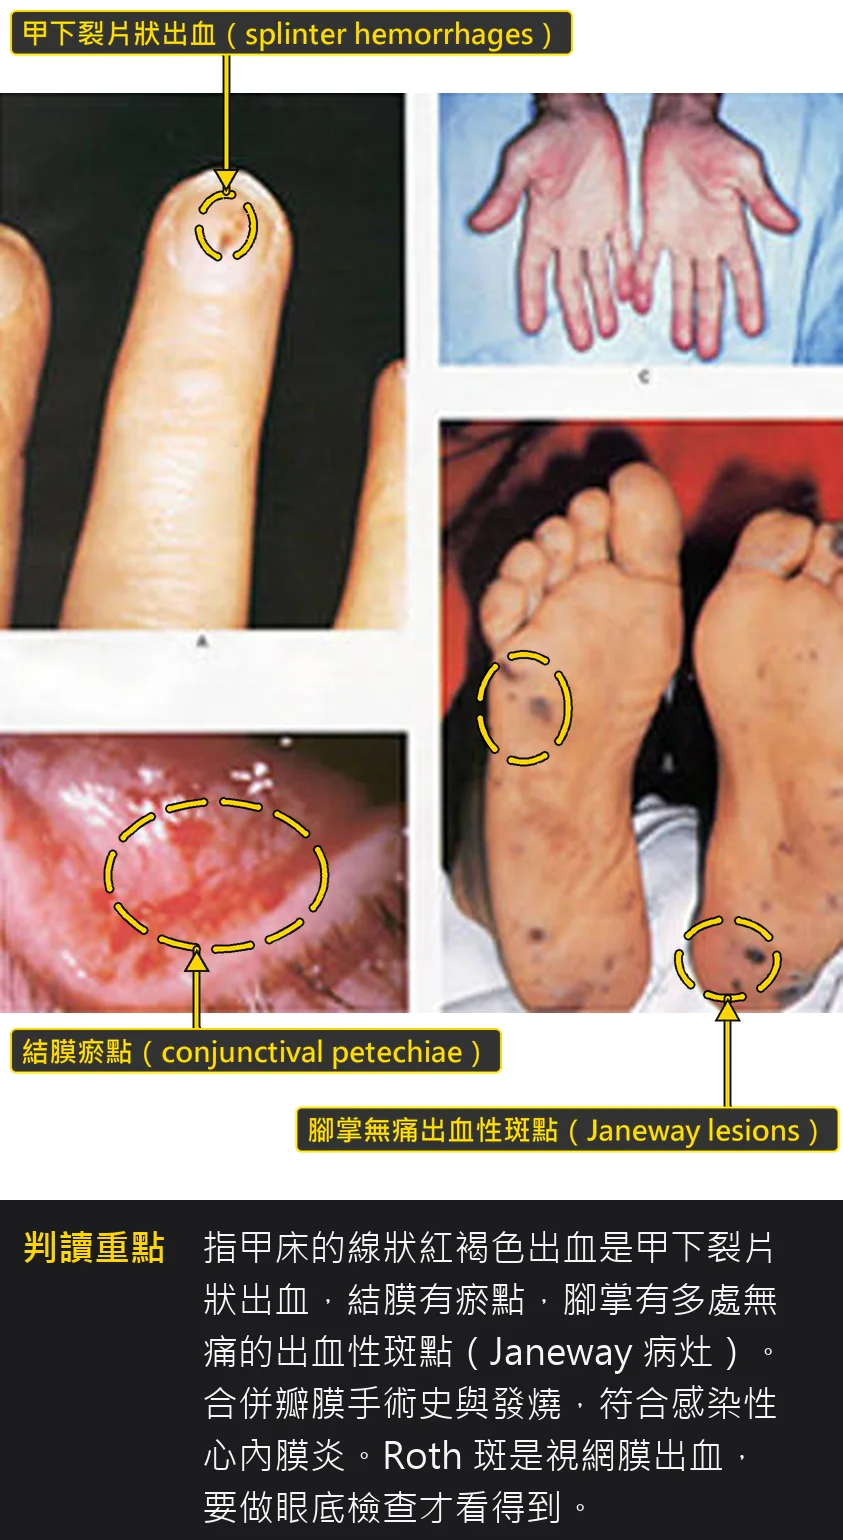 甲下裂片狀出血（splinter hemorrhages）
C
A
結膜瘀點（conjunctival petechiae）
腳掌無痛出血性斑點（Janeway lesions）
判讀重點
指甲床的線狀紅褐色出血是甲下裂片
狀出血，結膜有瘀點，腳掌有多處無
痛的出血性斑點（Janeway 病灶）。
合併瓣膜手術史與發燒，符合感染性
心內膜炎。Roth 斑是視網膜出血，
要做眼底檢查才看得到。